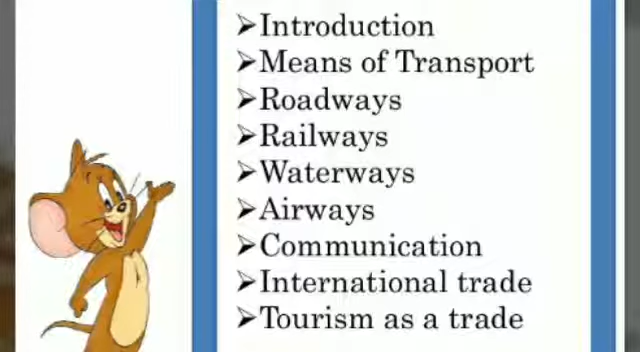 ➢Introduction
➢Means of Transport
➢Roadways
➢Railways
➢Waterways
➢Airways
➢Communication
➢International trade
➢Tourism as a trade